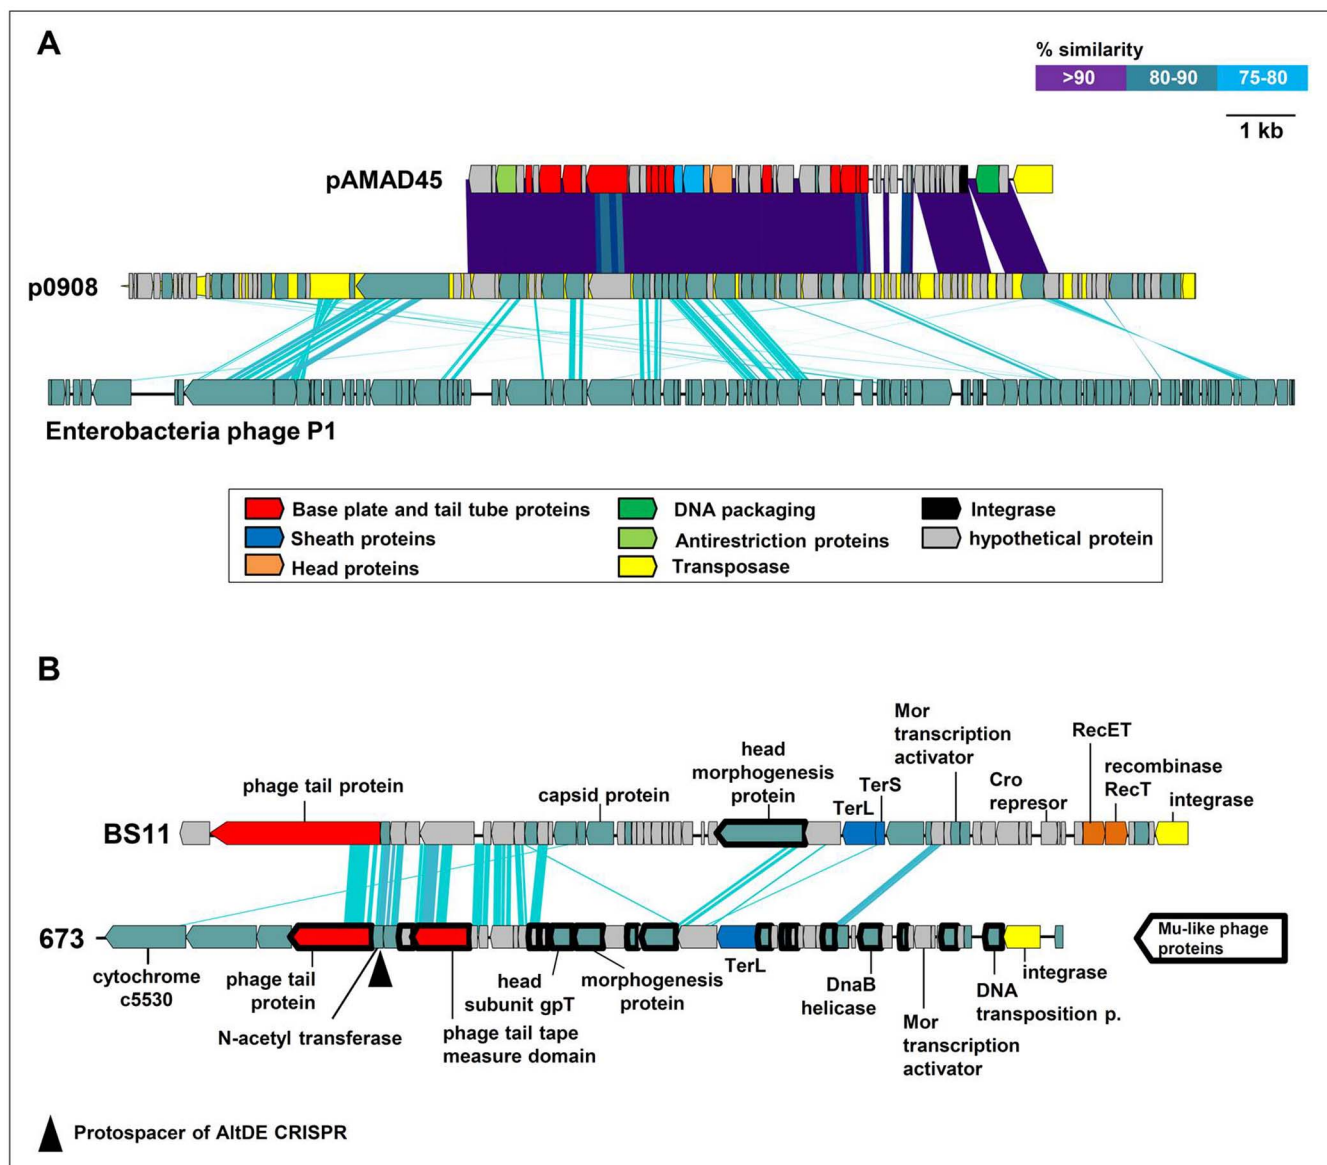 A
% similarity
>90 80-90 75-80
1 kb
pAMAD45
p0908
Enterobacteria phage P1
Base plate and tail tube proteins
Sheath proteins
Head proteins
DNA packaging
Antirestriction proteins
Transposase
Integrase
hypothetical protein
B
phage tail protein
capsid protein
head
morphogenesis
protein
TerL
TerS
Mor
transcription
activator
Cro
represor
RecET
recombinase
RecT
integrase
BS11
673
cytochrome
c5530
phage tail
protein
N-acetyl transferase
phage tail tape
measure domain
head
subunit gpT
morphogenesis
protein
TerL
DnaB
helicase
Mor
transcription
activator
DNA
transposition p.
integrase
Mu-like phage
proteins
Protospacer of AltDE CRISPR